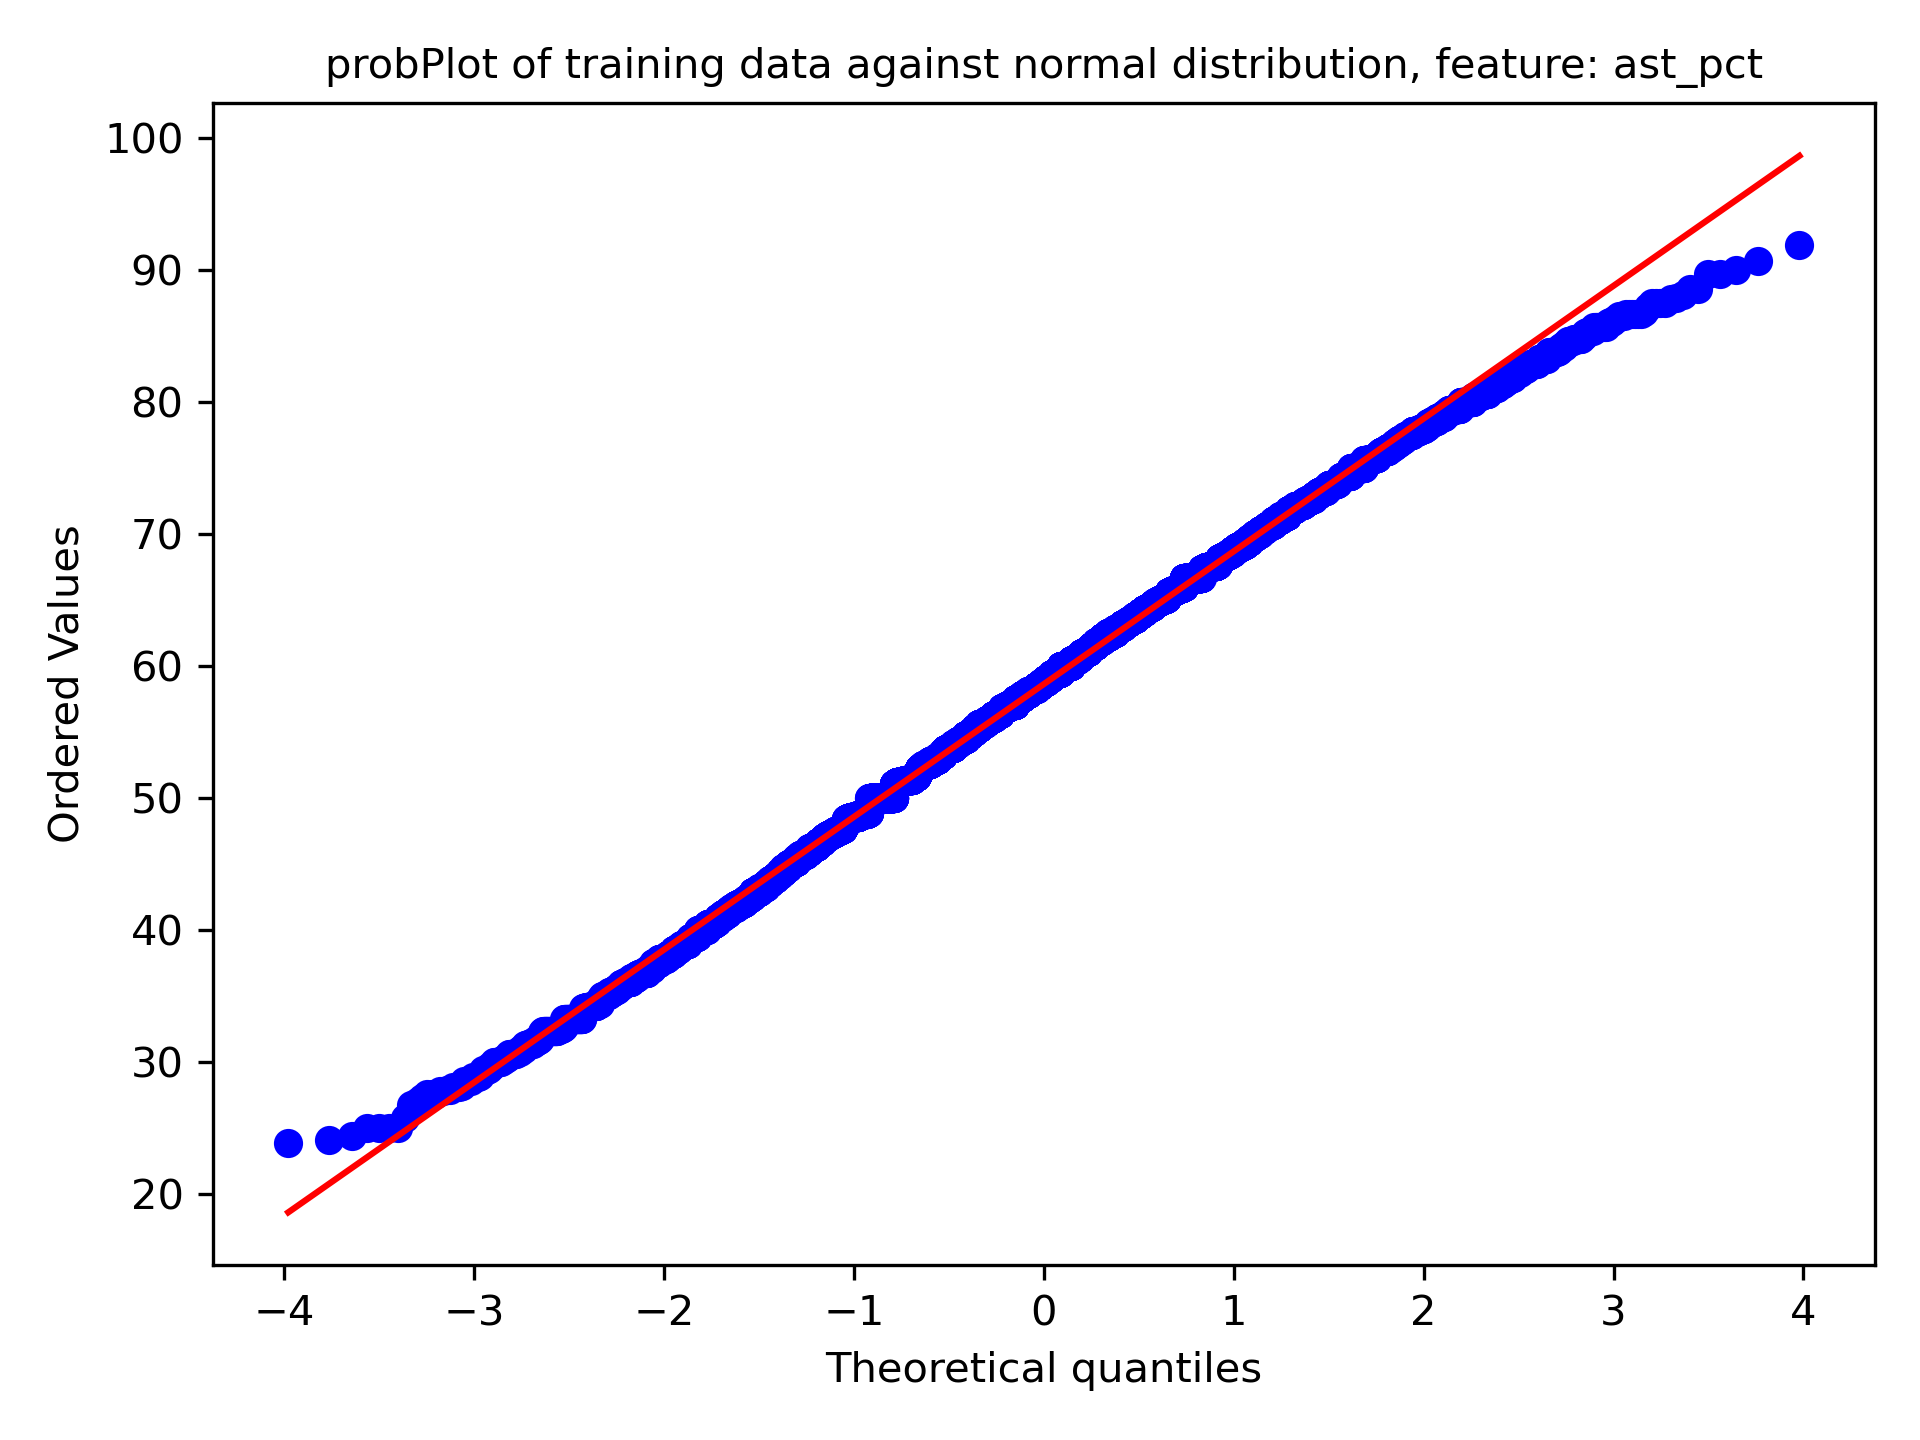 probPlot of training data against normal distribution, feature: ast_pct
100
90
80
70
60
50
40
30
20
Ordered Values
−4 −3 −2 −1 0 1 2 3 4
Theoretical quantiles